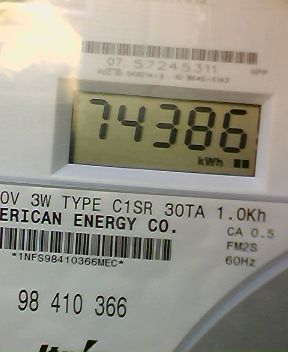 07. 57245311
74386
kWh
0V 3W TYPE C1SR 30TA 1.0Kh
ERICAN ENERGY CO.
CA 0.5
FM2S
*1NFS98410366MEC*
60Hz
98 410 366